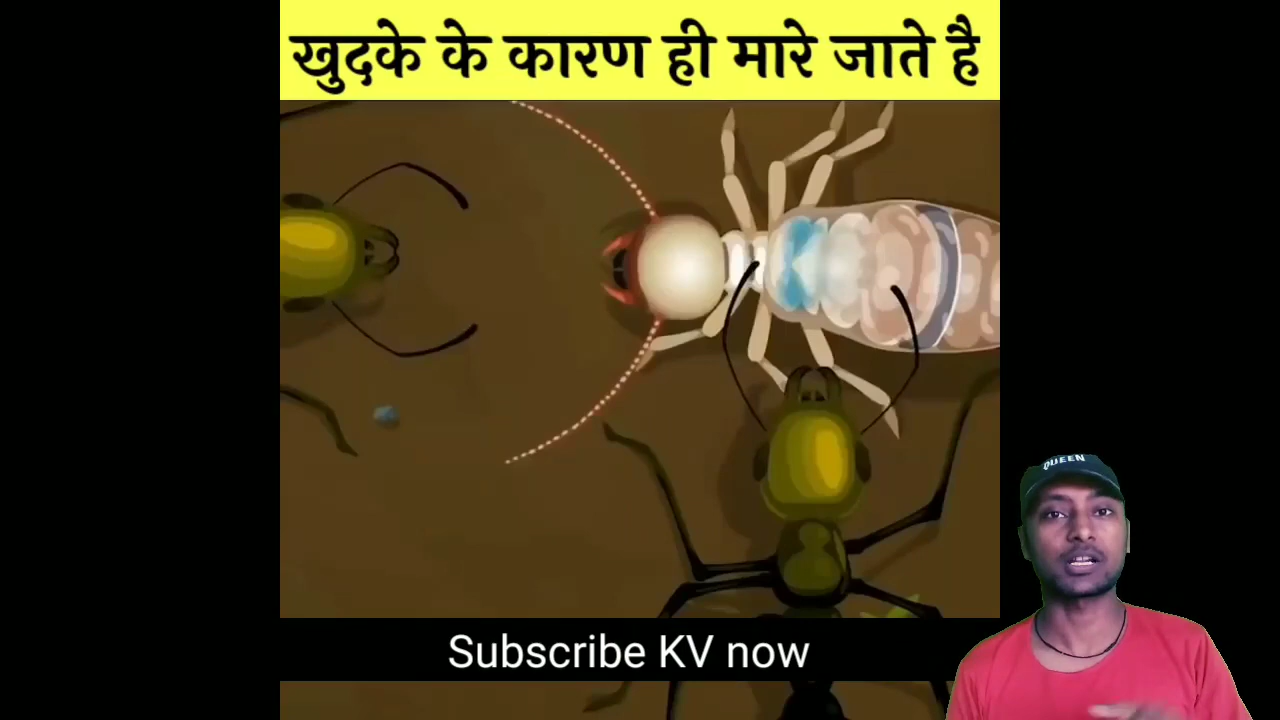 खुदके के कारण ही मारे जाते है
QUEEN
Subscribe KV now